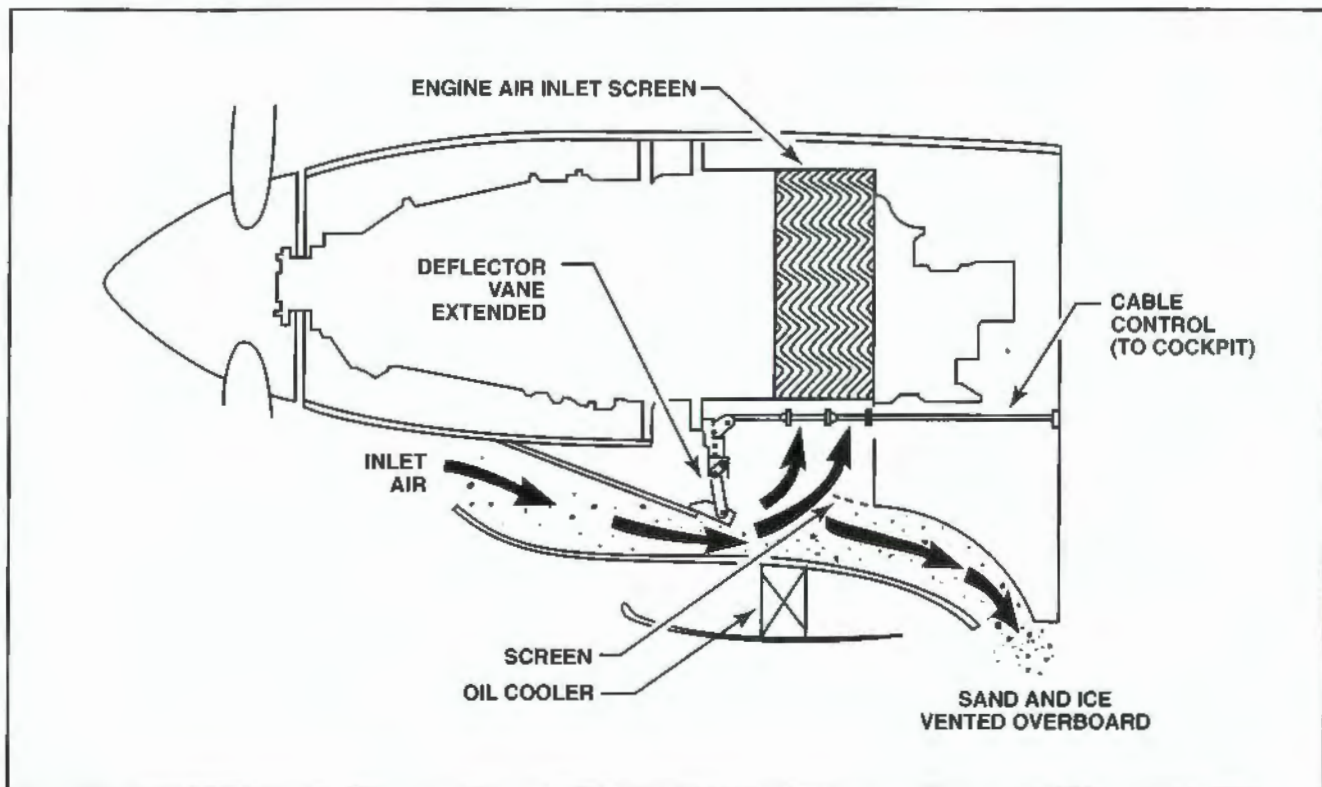 ENGINE AIR INLET SCREEN
DEFLECTOR
VANE
EXTENDED
CABLE
CONTROL
(TO COCKPIT)
INLET
AIR
SCREEN
OIL COOLER
SAND AND ICE
VENTED OVERBOARD